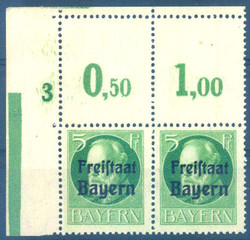 0,50 1,00
3
5 Pf 5 Pf
Freistaat Freistaat
Bayern Bayern
BAYERN BAYERN